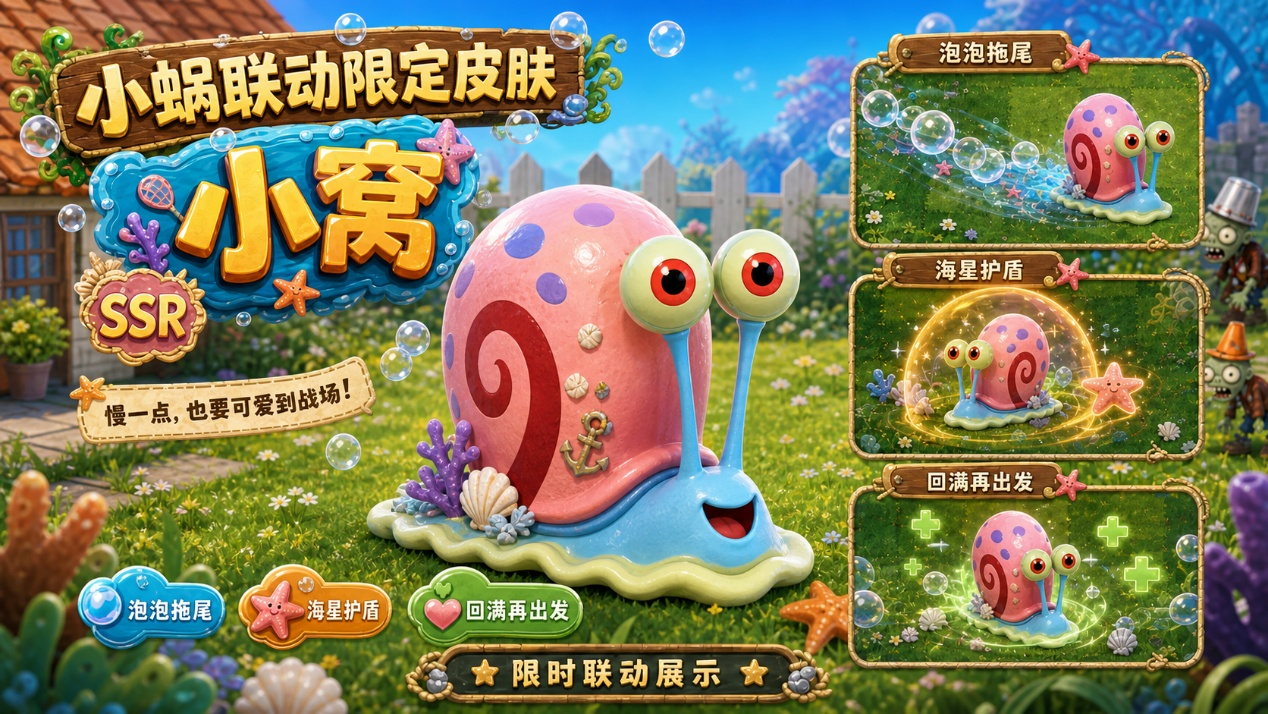 小蜗联动限定皮肤
小窝
SSR
慢一点，也要可爱到战场！
泡泡拖尾
海星护盾
回满再出发
泡泡拖尾
海星护盾
回满再出发
限时联动展示